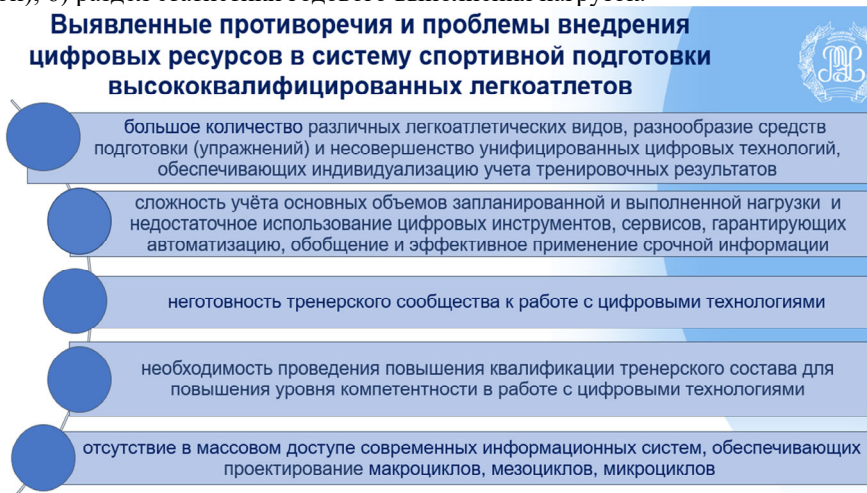 Выявленные противоречия и проблемы внедрения
цифровых ресурсов в систему спортивной подготовки
высококвалифицированных легкоатлетов
большое количество различных легкоатлетических видов, разнообразие средств
подготовки (упражнений) и несовершенство унифицированных цифровых технологий,
обеспечивающих индивидуализацию учета тренировочных результатов
сложность учёта основных объемов запланированной и выполненной нагрузки и
недостаточное использование цифровых инструментов, сервисов, гарантирующих
автоматизацию, обобщение и эффективное применение срочной информации
неготовность тренерского сообщества к работе с цифровыми технологиями
необходимость проведения повышения квалификации тренерского состава для
повышения уровня компетентности в работе с цифровыми технологиями
отсутствие в массовом доступе современных информационных систем, обеспечивающих
проектирование макроциклов, мезоциклов, микроциклов